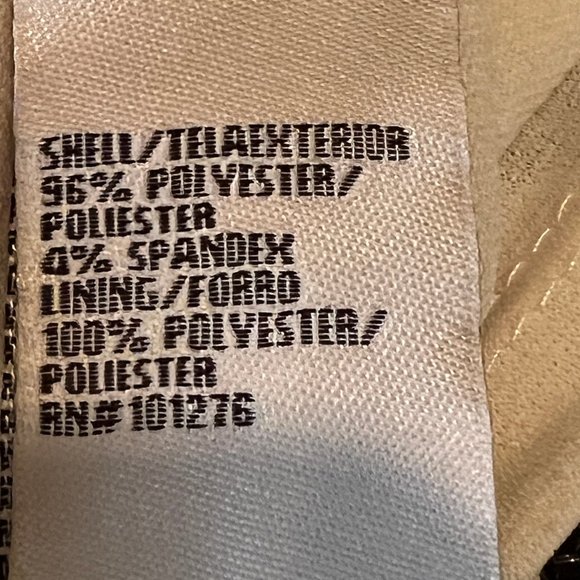 SHELL/TELAEXTERIOR
96% POLYESTER/
POLIESTER
4% SPANDEX
LINING/FORRO
100% POLYESTER/
POLIESTER
RN#101276